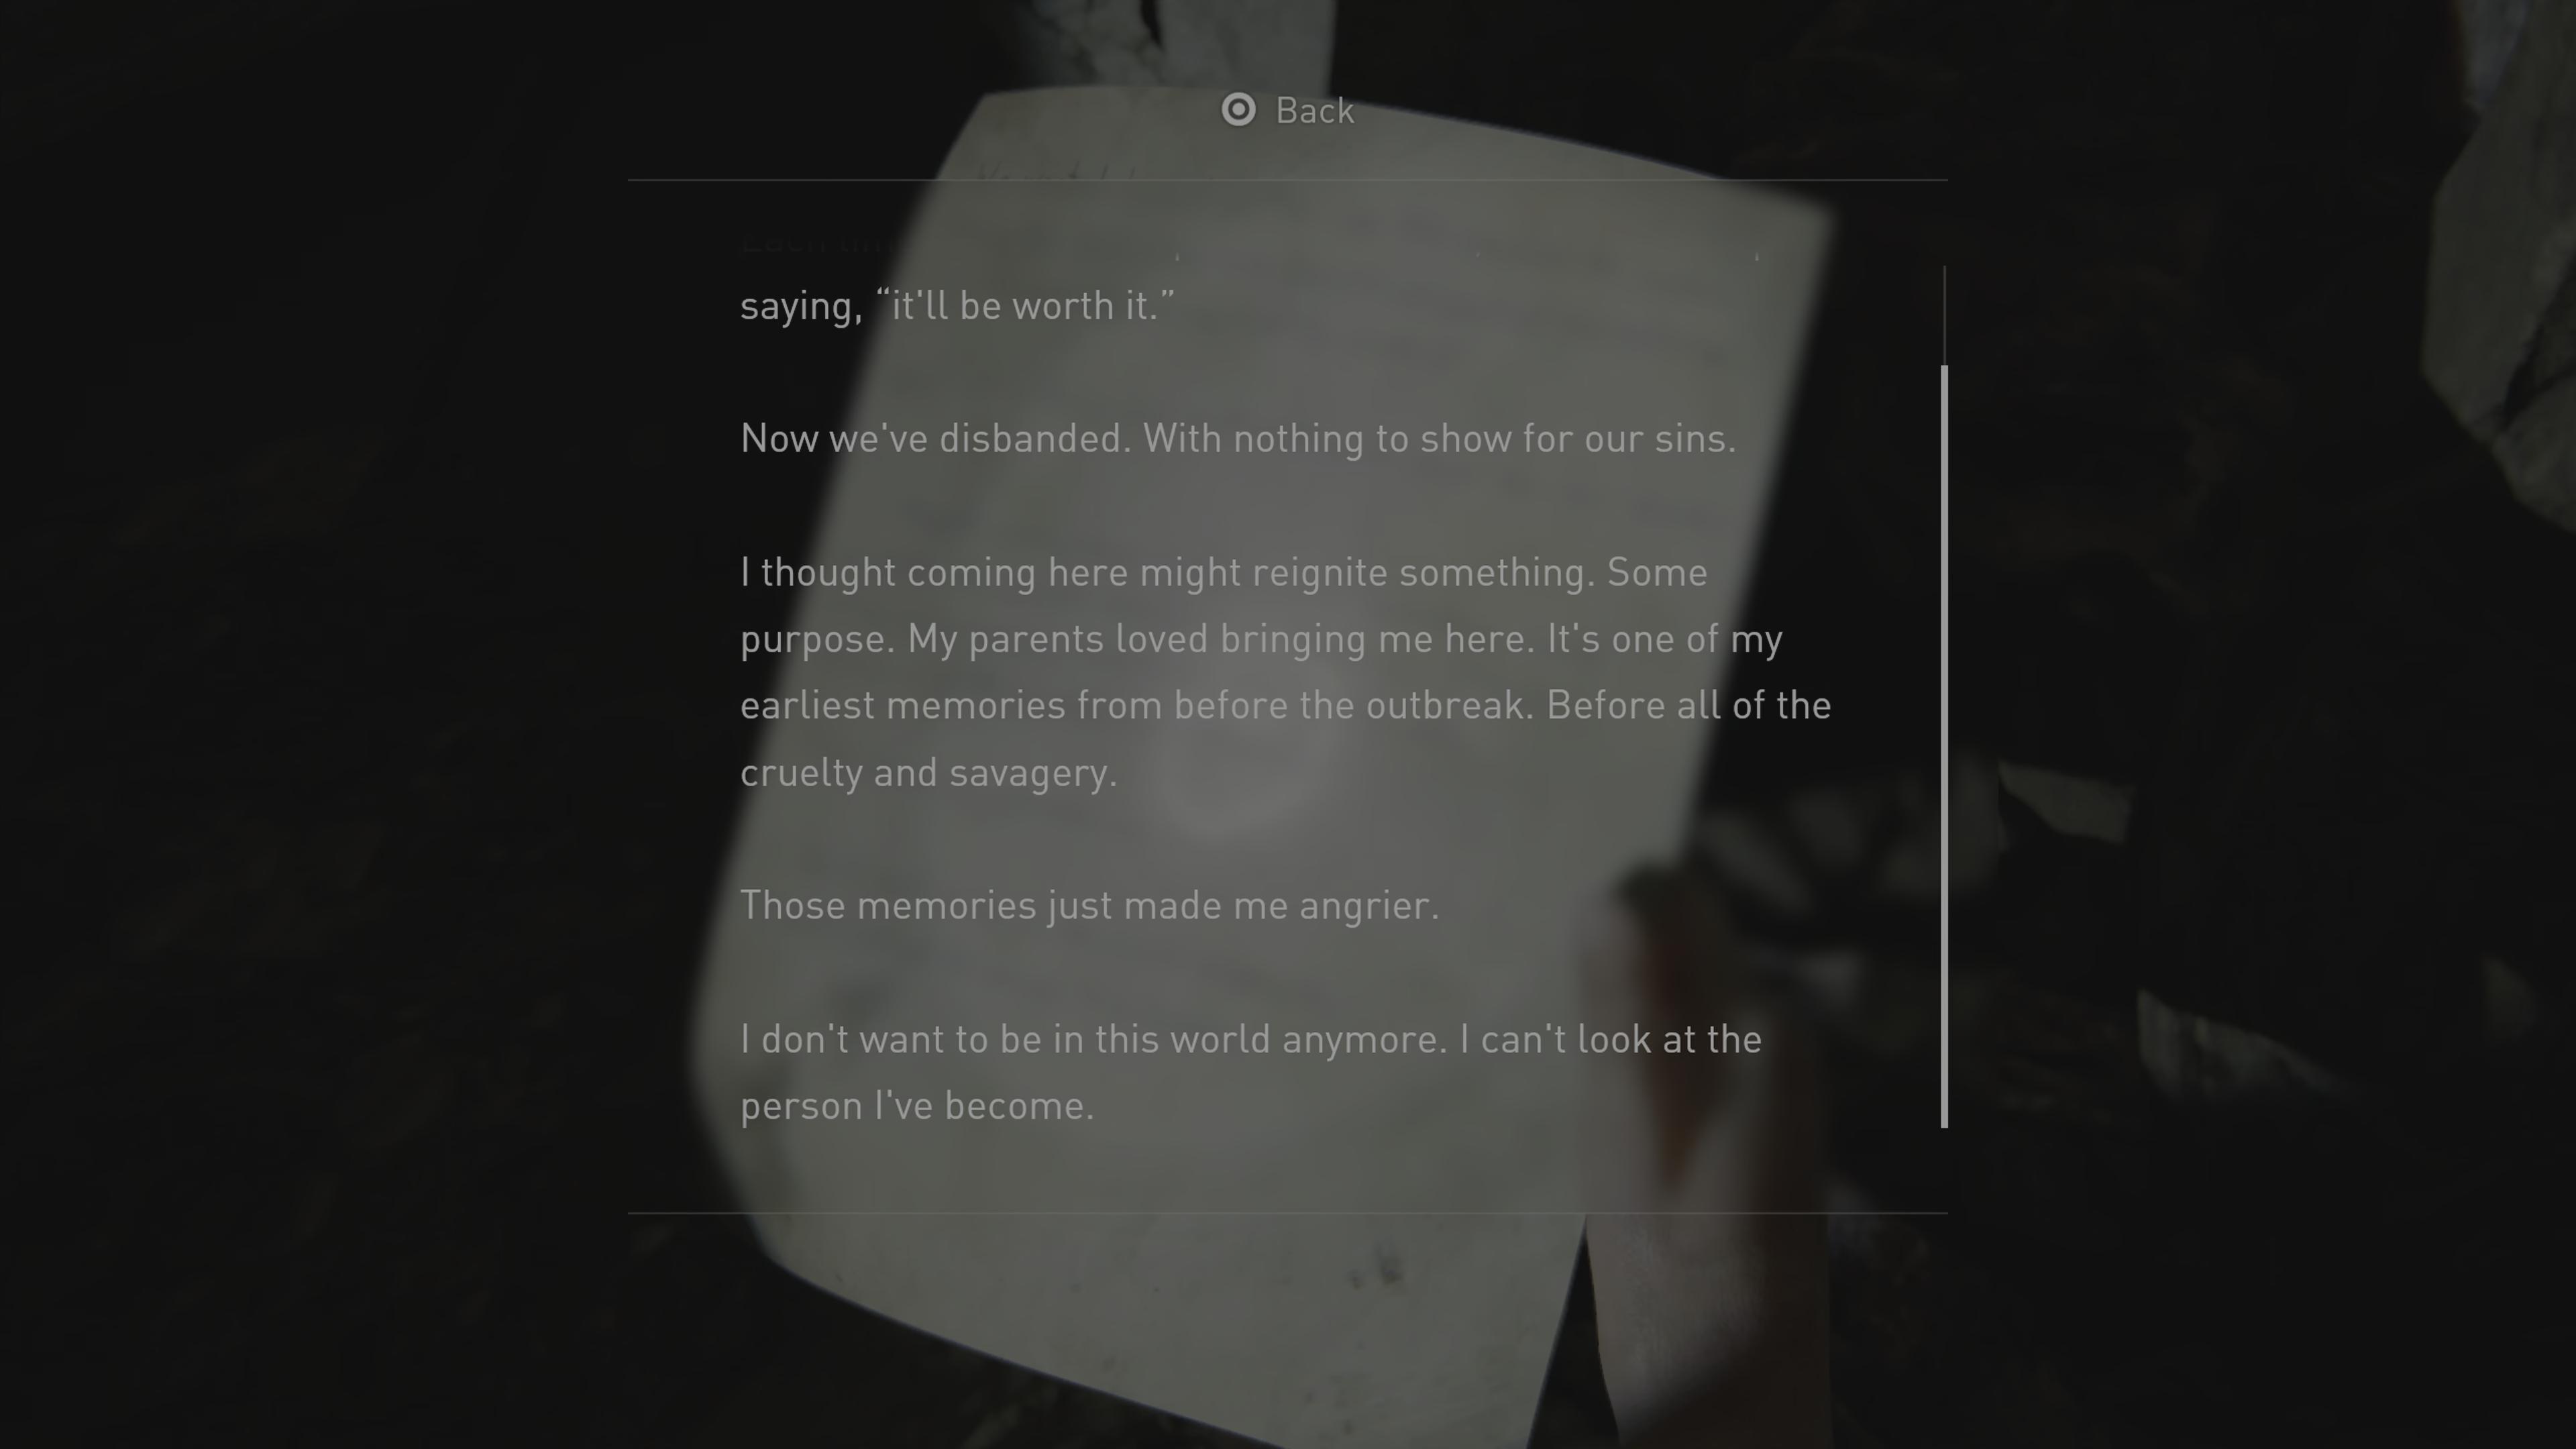 Back
Each time
saying, “it'll be worth it.”
Now we've disbanded. With nothing to show for our sins.
I thought coming here might reignite something. Some
purpose. My parents loved bringing me here. It's one of my
earliest memories from before the outbreak. Before all of the
cruelty and savagery.
Those memories just made me angrier.
I don't want to be in this world anymore. I can't look at the
person I've become.